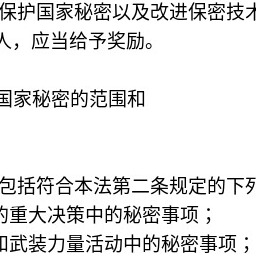 保护国家秘密以及改进保密技术
人，应当给予奖励。
国家秘密的范围和
包括符合本法第二条规定的下列
的重大决策中的秘密事项；
和武装力量活动中的秘密事项；